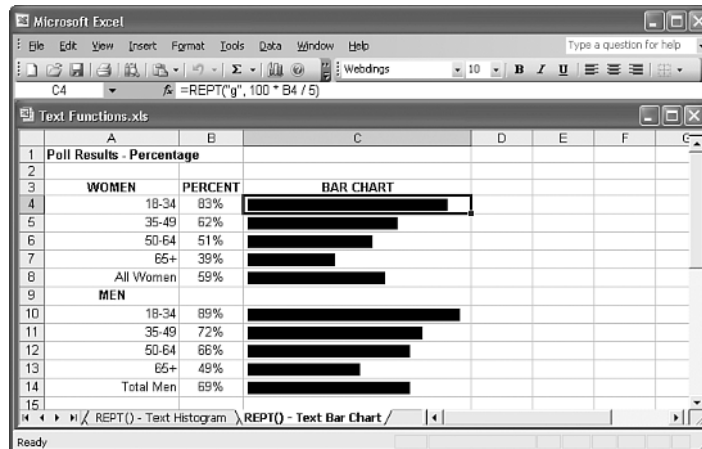 Microsoft Excel
File Edit View Insert Format Tools Data Window Help Type a question for help
Σ Webdings 10 B I U
C4 fx =REPT("g", 100 * B4 / 5)
Text Functions.xls
A B C D E F G
1 Poll Results - Percentage
2
3 WOMEN PERCENT BAR CHART
4 18-34 83%
5 35-49 62%
6 50-64 51%
7 65+ 39%
8 All Women 59%
9 MEN
10 18-34 89%
11 35-49 72%
12 50-64 66%
13 65+ 49%
14 Total Men 69%
15
REPT() - Text Histogram REPT() - Text Bar Chart
Ready